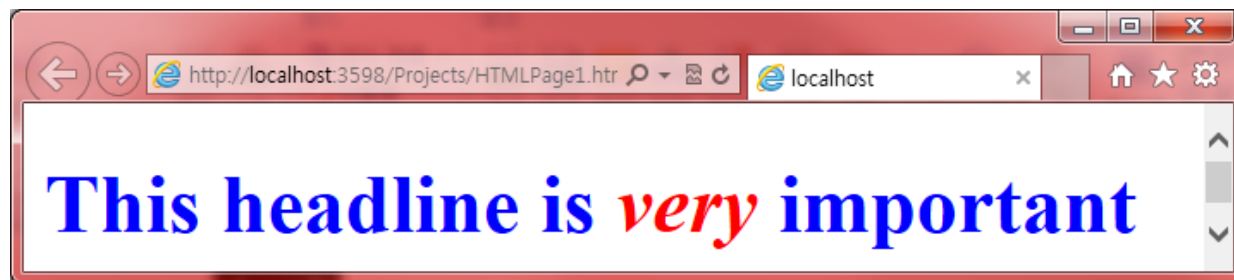 http://localhost:3598/Projects/HTMLPage1.htr
localhost
This headline is very important